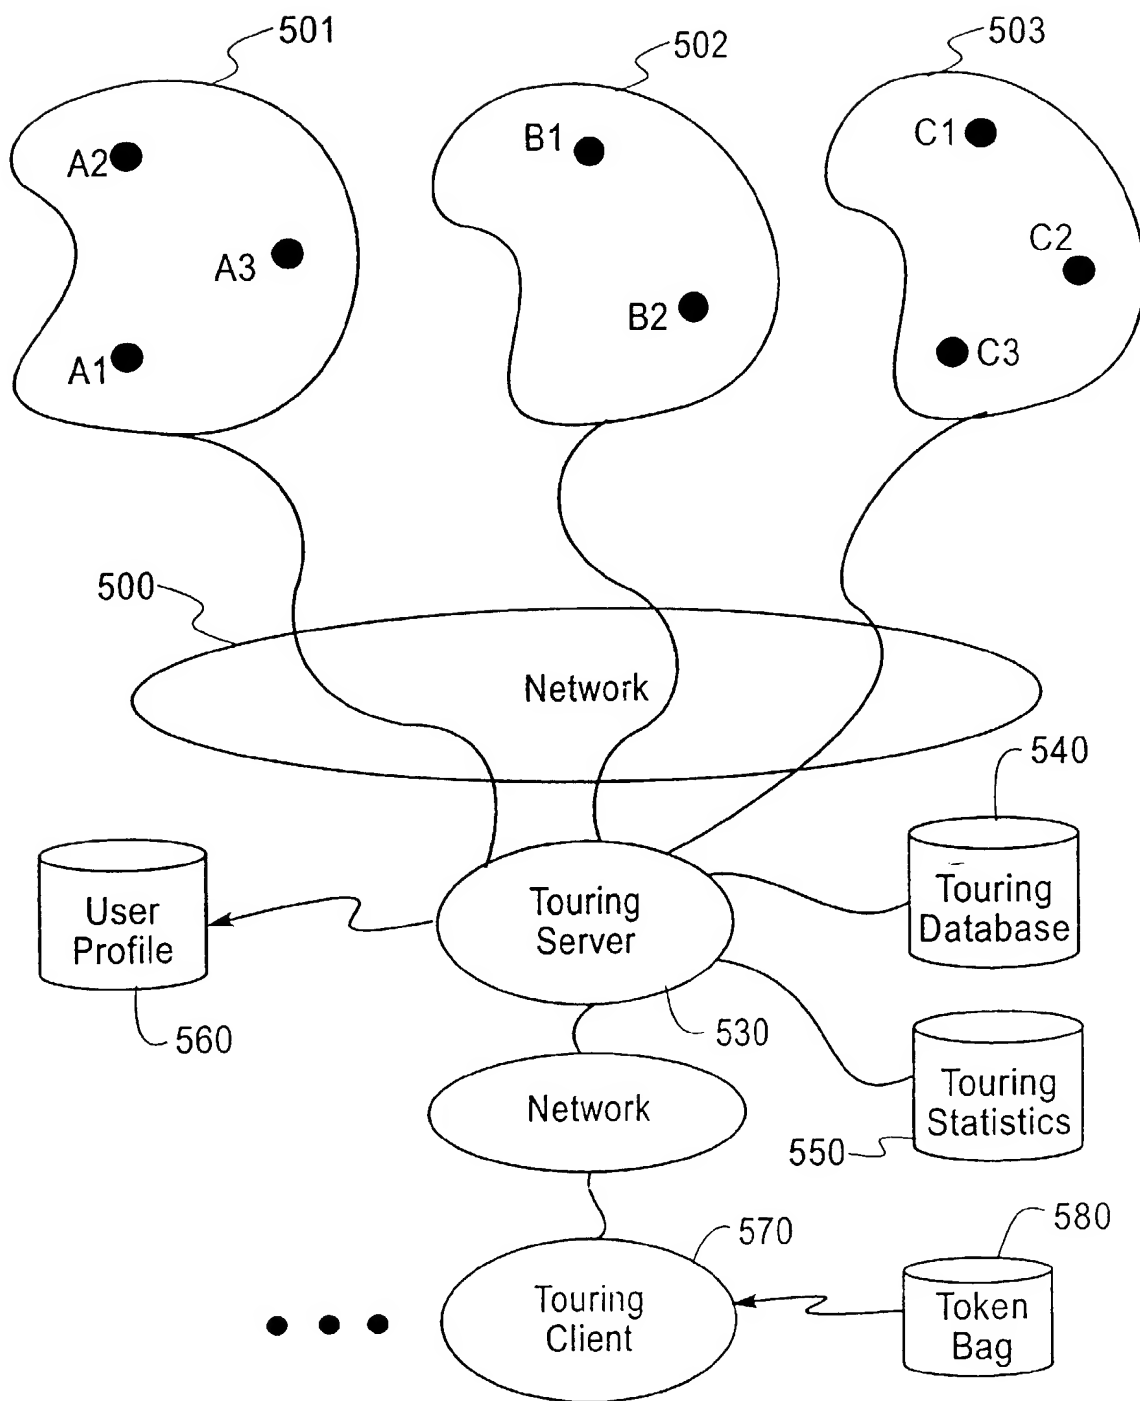 501
502
503
A2
A3
A1
B1
B2
C1
C2
C3
500
Network
540
User
Profile
560
Touring
Server
530
Touring
Database
Touring
Statistics
550
Network
570
Touring
Client
580
Token
Bag